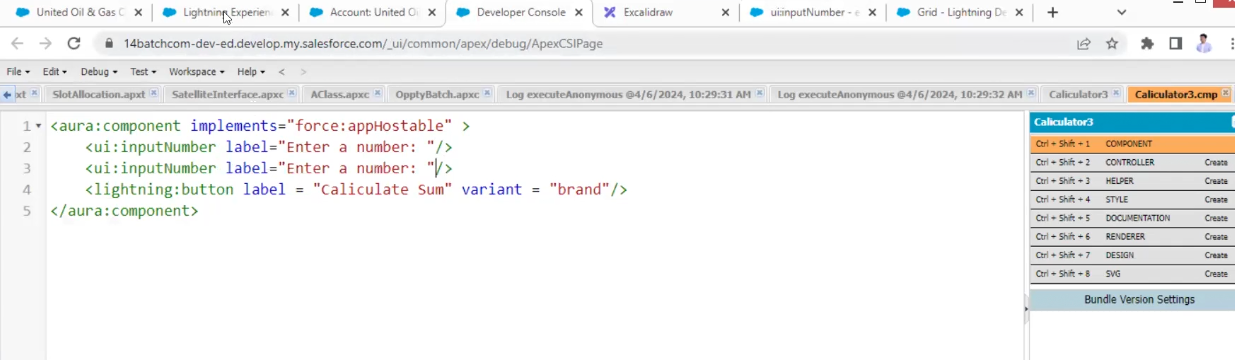 United Oil & Gas C
Lightning Experien
Account: United O
Developer Console
Excalidraw
ui:inputNumber - e
Grid - Lightning De
14batchcom-dev-ed.develop.my.salesforce.com/_ui/common/apex/debug/ApexCSIPage
File Edit Debug Test Workspace Help < >
xt SlotAllocation.apxt SatelliteInterface.apxc AClass.apxc OpptyBatch.apxc Log executeAnonymous @4/6/2024, 10:29:31 AM Log executeAnonymous @4/6/2024, 10:29:32 AM Caliculator3 Caliculator3.cmp
1 <aura:component implements="force:appHostable" >
2 <ui:inputNumber label="Enter a number: "/>
3 <ui:inputNumber label="Enter a number: "/>
4 <lightning:button label = "Caliculate Sum" variant = "brand"/>
5 </aura:component>
Caliculator3
Ctrl + Shift + 1 COMPONENT
Ctrl + Shift + 2 CONTROLLER Create
Ctrl + Shift + 3 HELPER Create
Ctrl + Shift + 4 STYLE Create
Ctrl + Shift + 5 DOCUMENTATION Create
Ctrl + Shift + 6 RENDERER Create
Ctrl + Shift + 7 DESIGN Create
Ctrl + Shift + 8 SVG Create
Bundle Version Settings